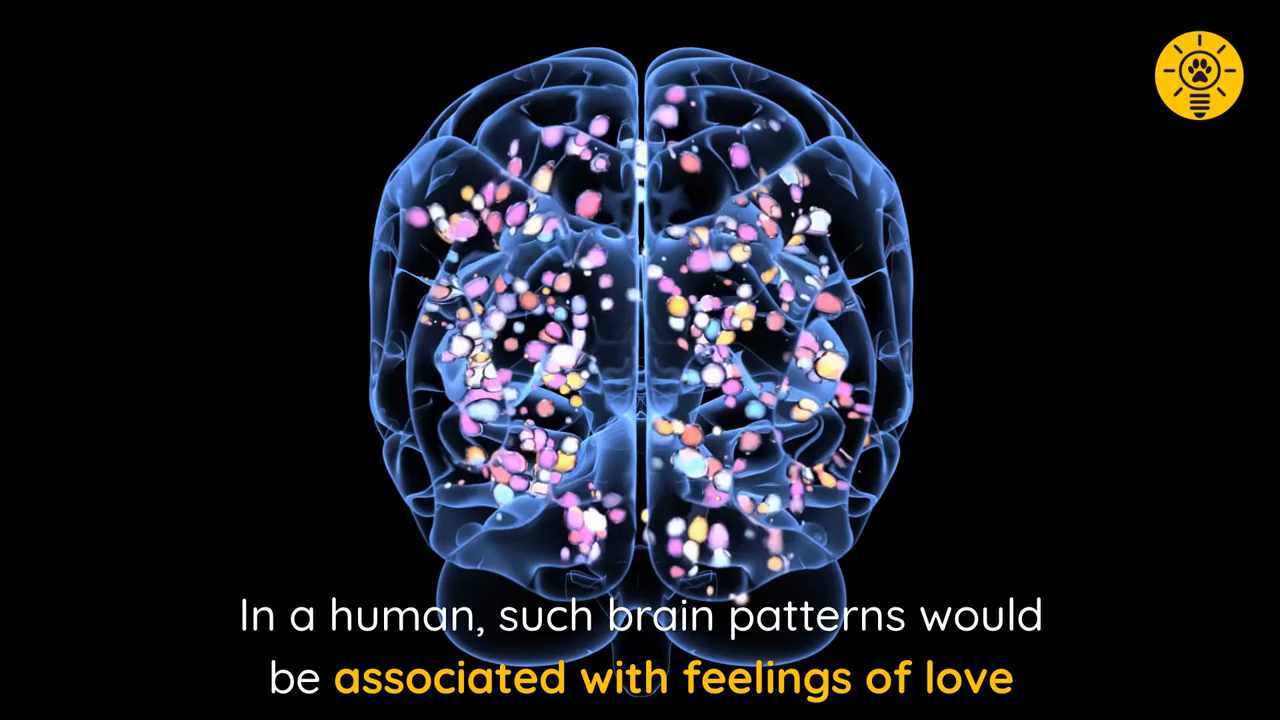 In a human, such brain patterns would
be associated with feelings of love